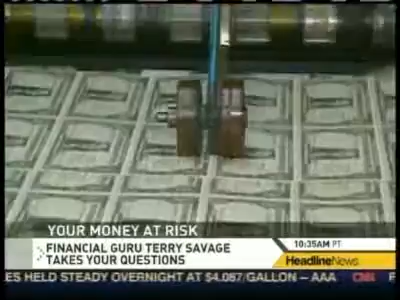 YOUR MONEY AT RISK
FINANCIAL GURU TERRY SAVAGE
TAKES YOUR QUESTIONS
10:35AM PT
HeadlineNews
ES HELD STEADY OVERNIGHT AT $4.087/GALLON – AAA CNN